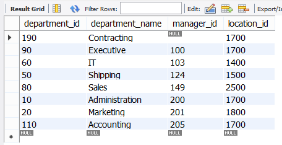 Result Grid Filter Rows: Edit: Export/Im
department_id department_name manager_id location_id
190 Contracting NULL 1700
90 Executive 100 1700
60 IT 103 1400
50 Shipping 124 1500
80 Sales 149 2500
10 Administration 200 1700
20 Marketing 201 1800
110 Accounting 205 1700
NULL NULL NULL NULL